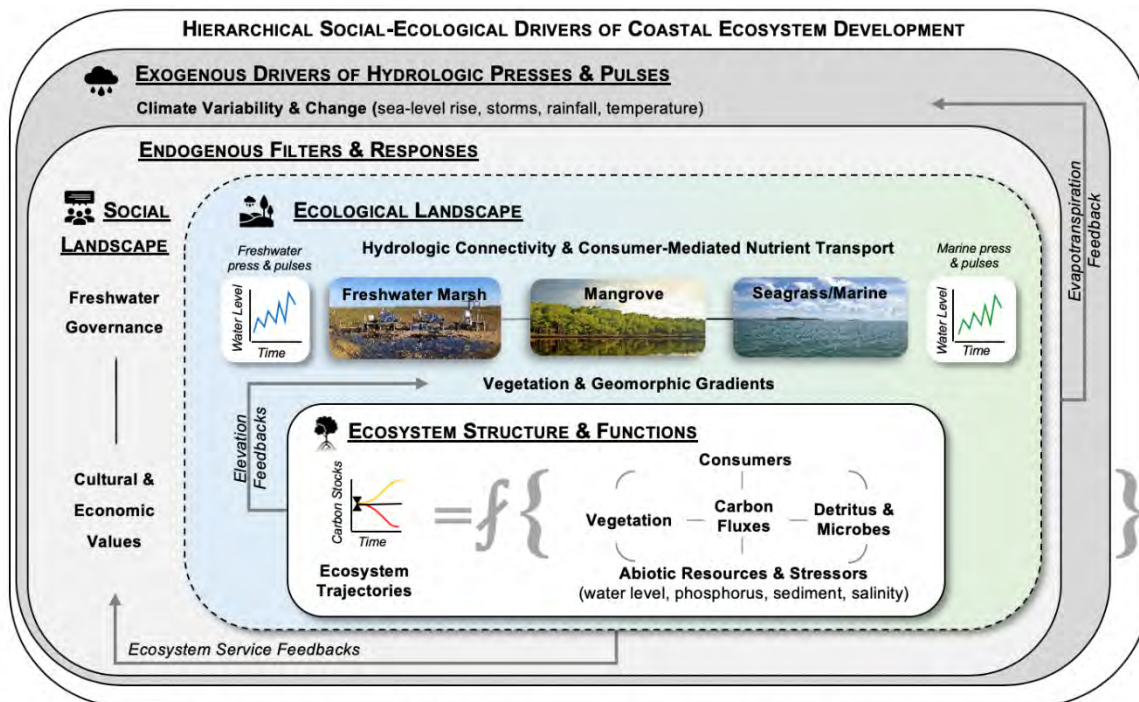 HIERARCHICAL SOCIAL-ECOLOGICAL DRIVERS OF COASTAL ECOSYSTEM DEVELOPMENT
EXOGENOUS DRIVERS OF HYDROLOGIC PRESSES & PULSES
Climate Variability & Change (sea-level rise, storms, rainfall, temperature)
ENDOGENOUS FILTERS & RESPONSES
SOCIAL
LANDSCAPE
Freshwater
Governance
Cultural &
Economic
Values
ECOLOGICAL LANDSCAPE
Hydrologic Connectivity & Consumer-Mediated Nutrient Transport
Freshwater
press & pulses
Water Level
Time
Freshwater Marsh
Mangrove
Seagrass/Marine
Marine press
& pulses
Water Level
Time
Vegetation & Geomorphic Gradients
Elevation
Feedbacks
ECOSYSTEM STRUCTURE & FUNCTIONS
Carbon Stocks
Time
Ecosystem
Trajectories
= f {
Consumers
Vegetation
Carbon
Fluxes
Detritus &
Microbes
Abiotic Resources & Stressors
(water level, phosphorus, sediment, salinity)
}
Ecosystem Service Feedbacks
Evapotranspiration
Feedback